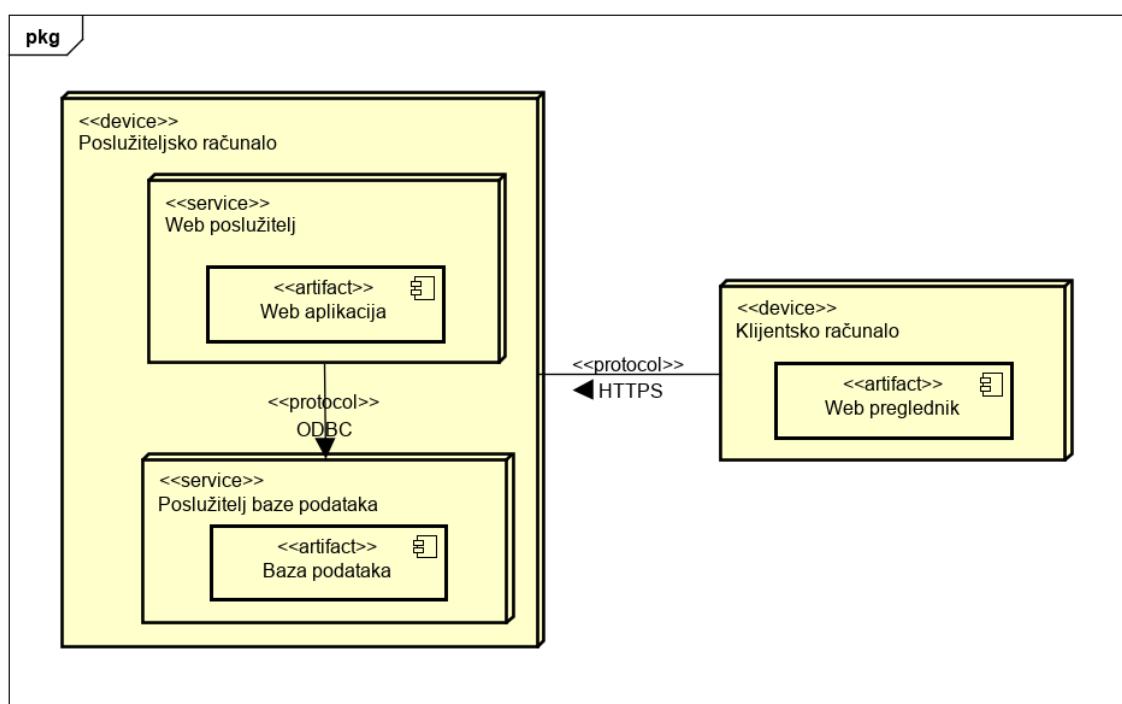 pkg
<<device>>
Poslužiteljsko računalo
<<service>>
Web poslužitelj
<<artifact>>
Web aplikacija
<<protocol>>
ODBC
<<service>>
Poslužitelj baze podataka
<<artifact>>
Baza podataka
<<protocol>>
HTTPS
<<device>>
Klijentsko računalo
<<artifact>>
Web preglednik